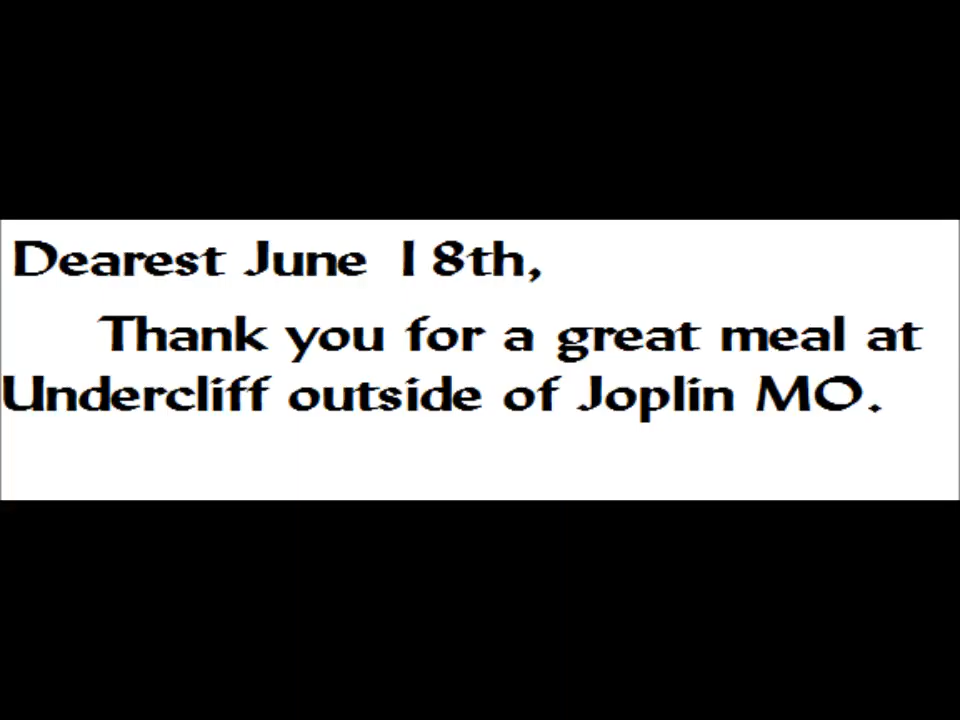 Dearest June 18th,
Thank you for a great meal at
Undercliff outside of Joplin MO.